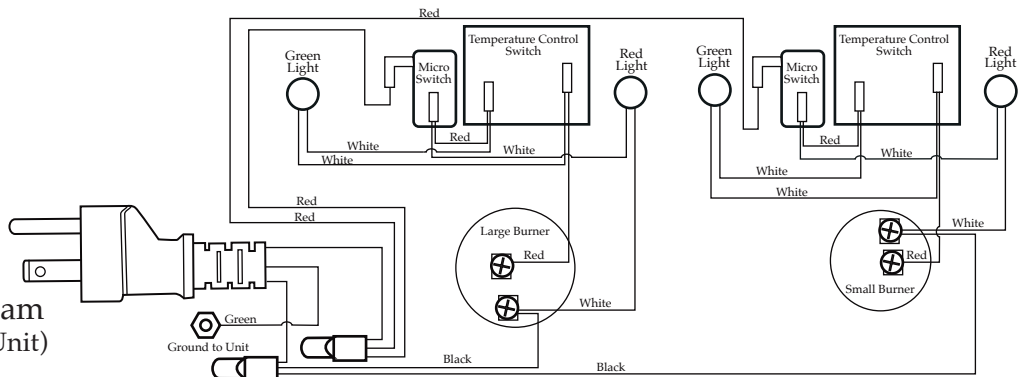 Red
Green
Light
Micro
Switch
Temperature Control
Switch
Red
Light
Green
Light
Micro
Switch
Temperature Control
Switch
Red
Light
Red
White
White
White
Red
White
White
White
Red
Red
Large Burner
Red
White
White
Red
Small Burner
Green
Ground to Unit
Black
Black
am
Unit)